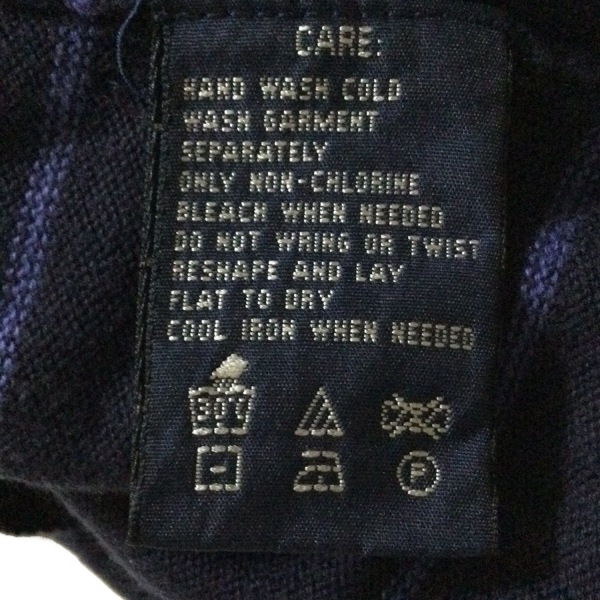 CARE:
HAND WASH COLD
WASH GARMENT
SEPARATELY
ONLY NON-CHLORINE
BLEACH WHEN NEEDED
DO NOT WRING OR TWIST
RESHAPE AND LAY
FLAT TO DRY
COOL IRON WHEN NEEDED
30°
P